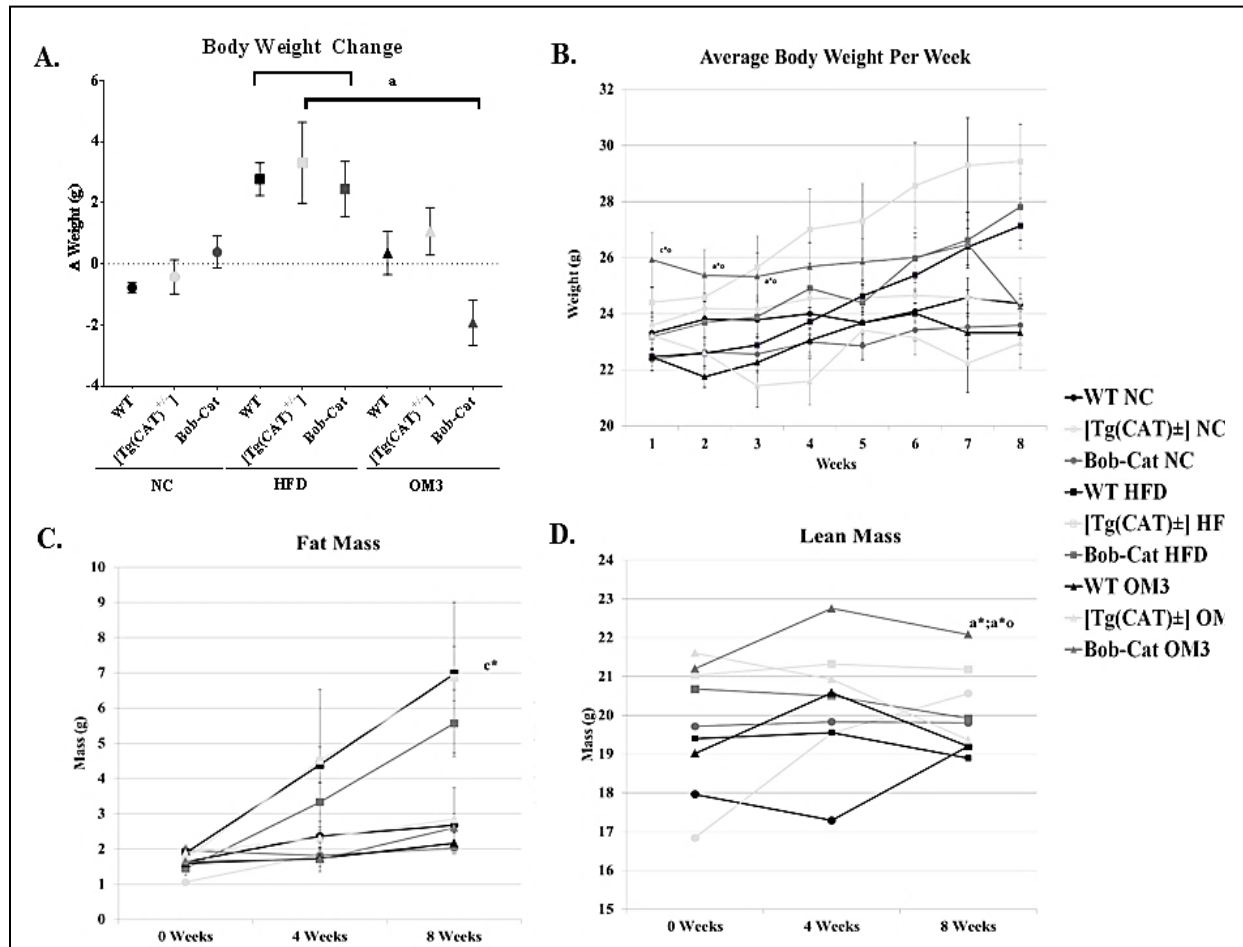 A.
Body Weight Change
a
6
4
2
0
-2
-4
Δ Weight (g)
WT
[Tg(CAT)+/-]
Bob-Cat
WT
[Tg(CAT)+/-]
Bob-Cat
WT
[Tg(CAT)+/-]
Bob-Cat
NC
HFD
OM3
B.
Average Body Weight Per Week
32
30
28
26
24
22
20
Weight (g)
c*o
a*o
a*o
1 2 3 4 5 6 7 8
Weeks
WT NC
[Tg(CAT)±] NC
Bob-Cat NC
WT HFD
[Tg(CAT)±] HF
Bob-Cat HFD
WT OM3
[Tg(CAT)±] OM
Bob-Cat OM3
C.
Fat Mass
10
9
8
7
6
5
4
3
2
1
0
Mass (g)
c*
0 Weeks 4 Weeks 8 Weeks
D.
Lean Mass
24
23
22
21
20
19
18
17
16
15
Mass (g)
a*;a*o
0 Weeks 4 Weeks 8 Weeks